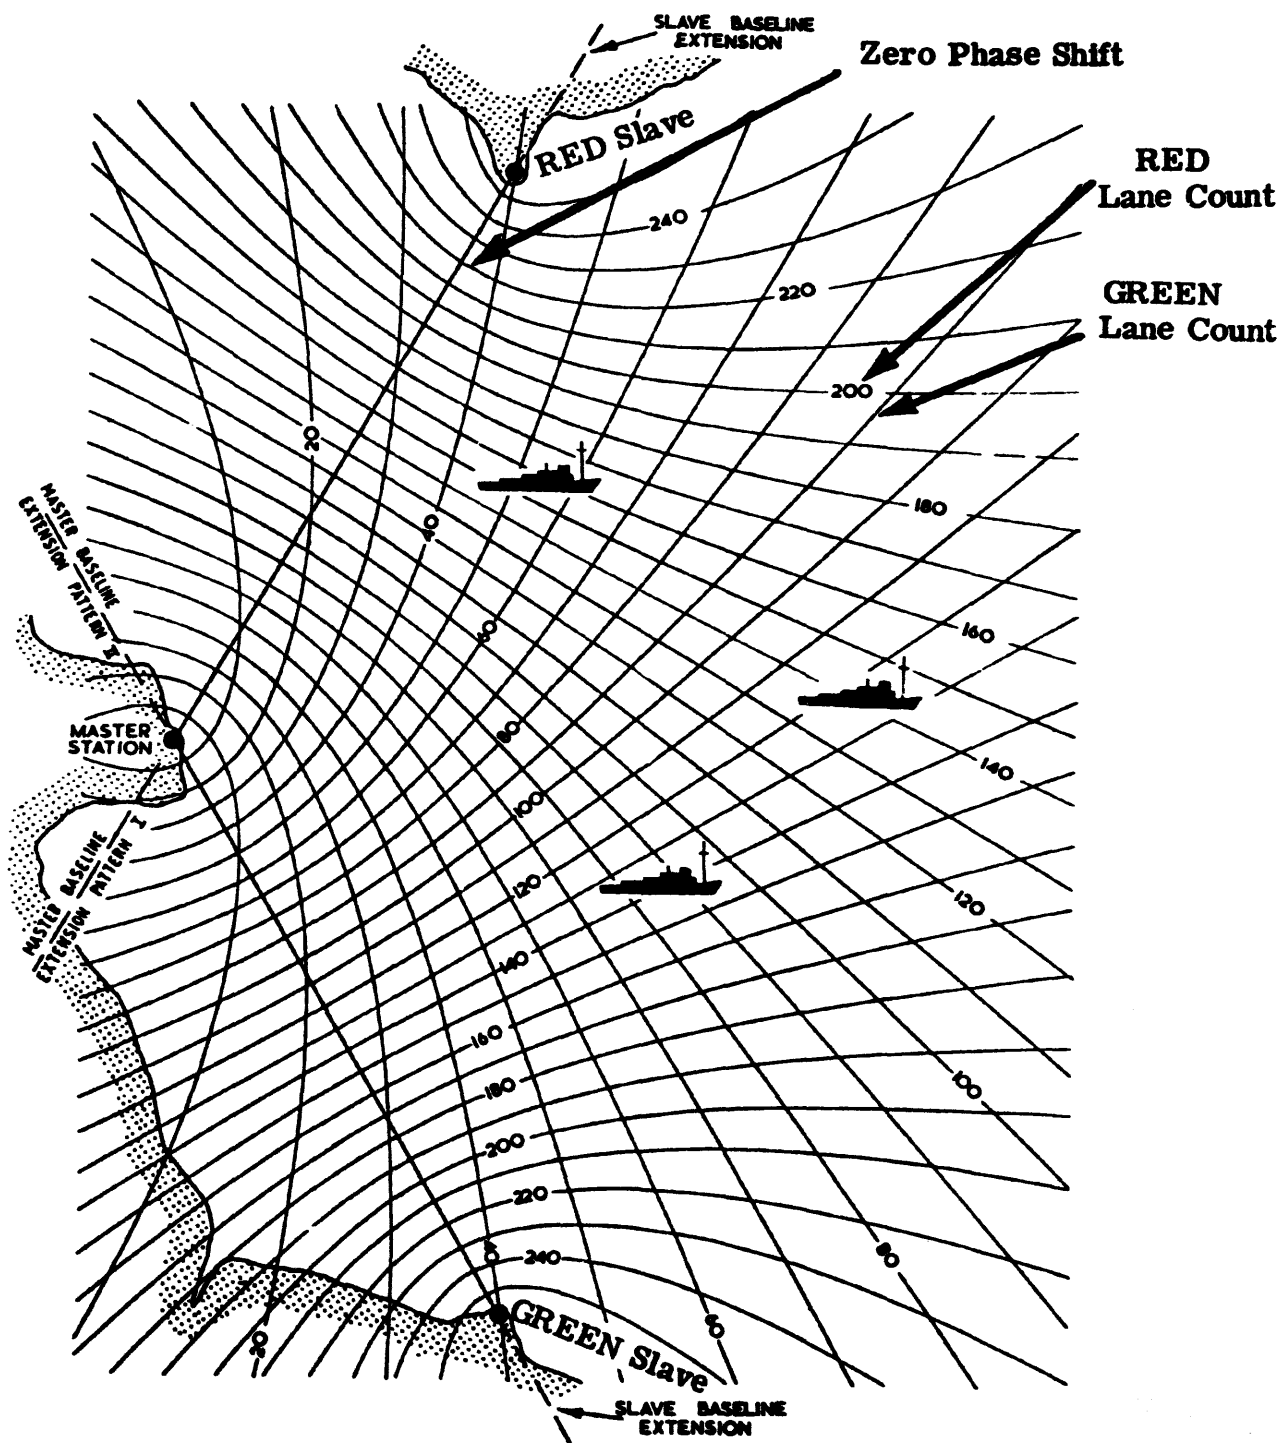 SLAVE BASELINE
EXTENSION
Zero Phase Shift
RED Slave
RED
Lane Count
240
220
GREEN
Lane Count
200
20
180
40
MASTER BASELINE
EXTENSION PATTERN II
60
160
MASTER
STATION
80
140
100
MASTER BASELINE
EXTENSION PATTERN I
120
120
140
160
180
100
200
220
40
240
80
GREEN Slave
60
20
SLAVE BASELINE
EXTENSION